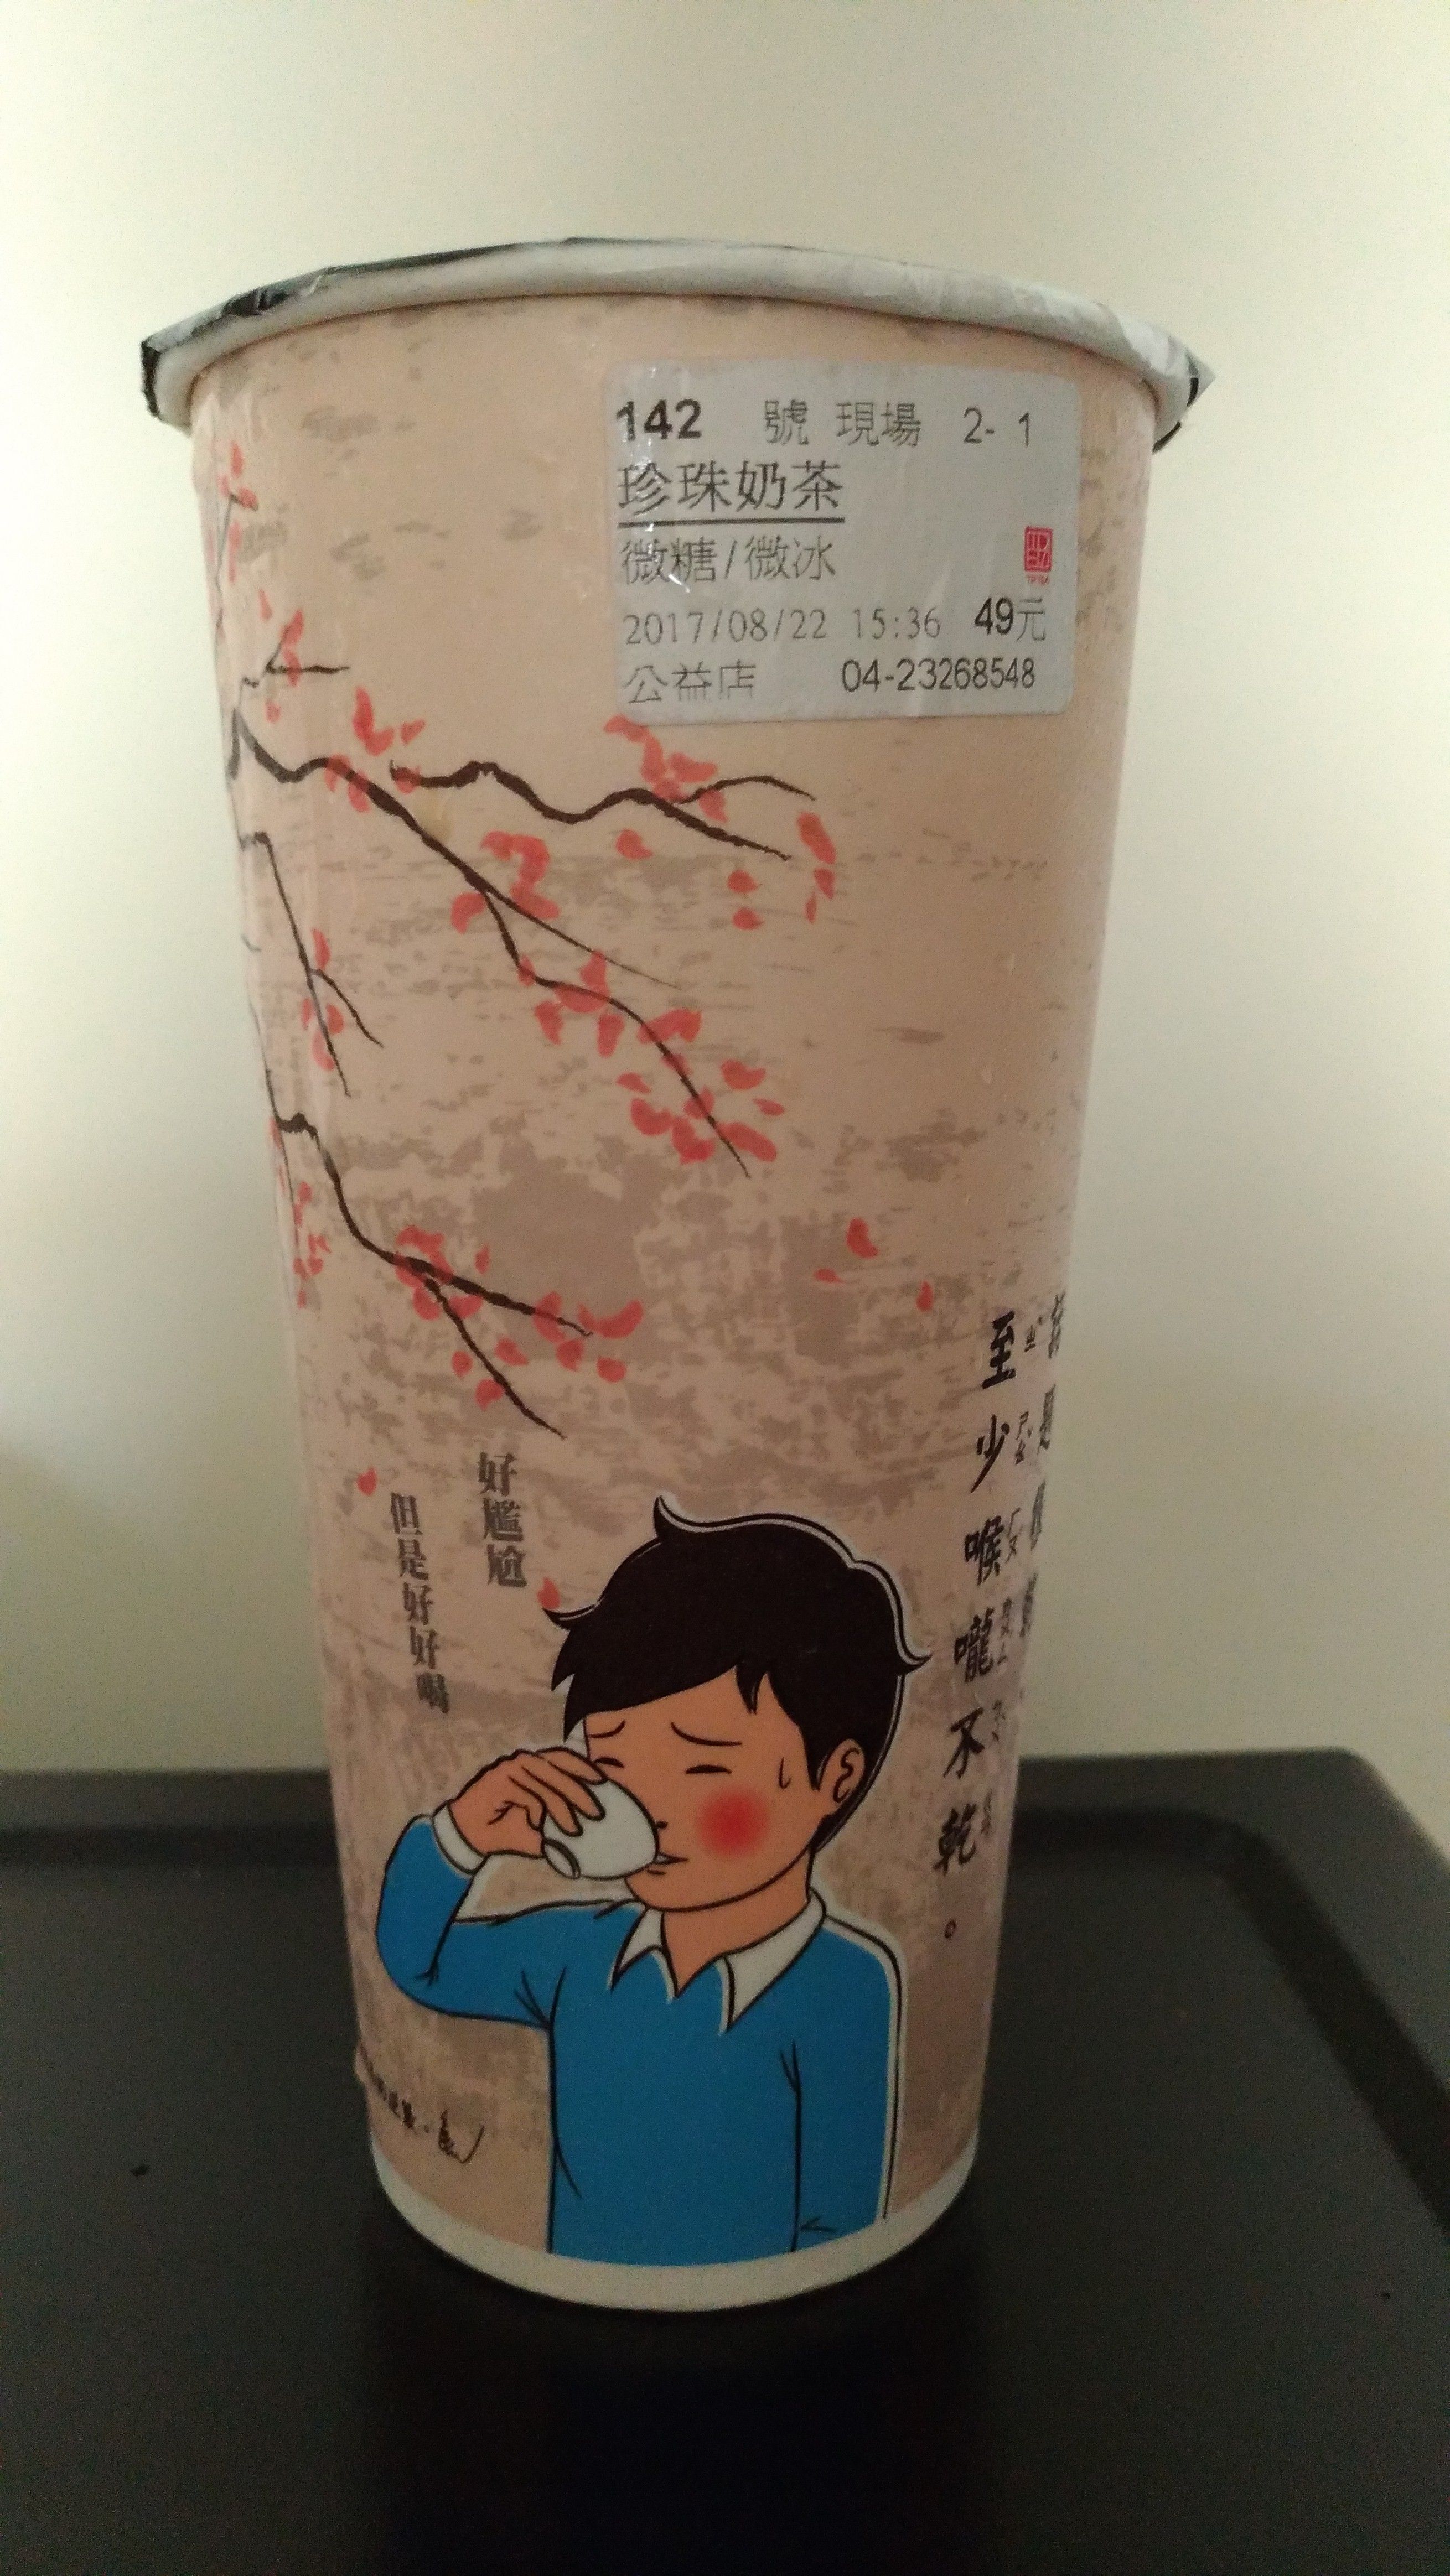 142 號 現場 2- 1
珍珠奶茶
微糖/微冰
2017/08/22 15:36 49元
公益店 04-23268548
至少喉嚨不乾。
好尷尬
但是好好喝